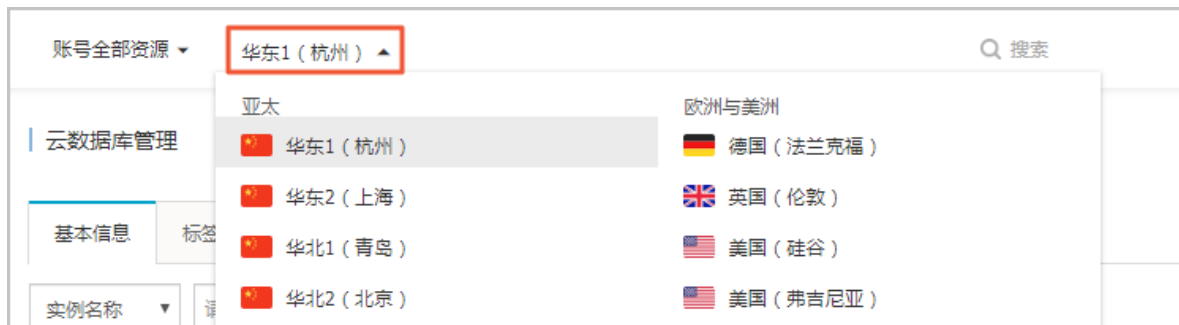 账号全部资源
华东1（杭州）
搜索
亚太
欧洲与美洲
云数据库管理
华东1（杭州）
德国（法兰克福）
华东2（上海）
英国（伦敦）
基本信息
标签
华北1（青岛）
美国（硅谷）
实例名称
华北2（北京）
美国（弗吉尼亚）